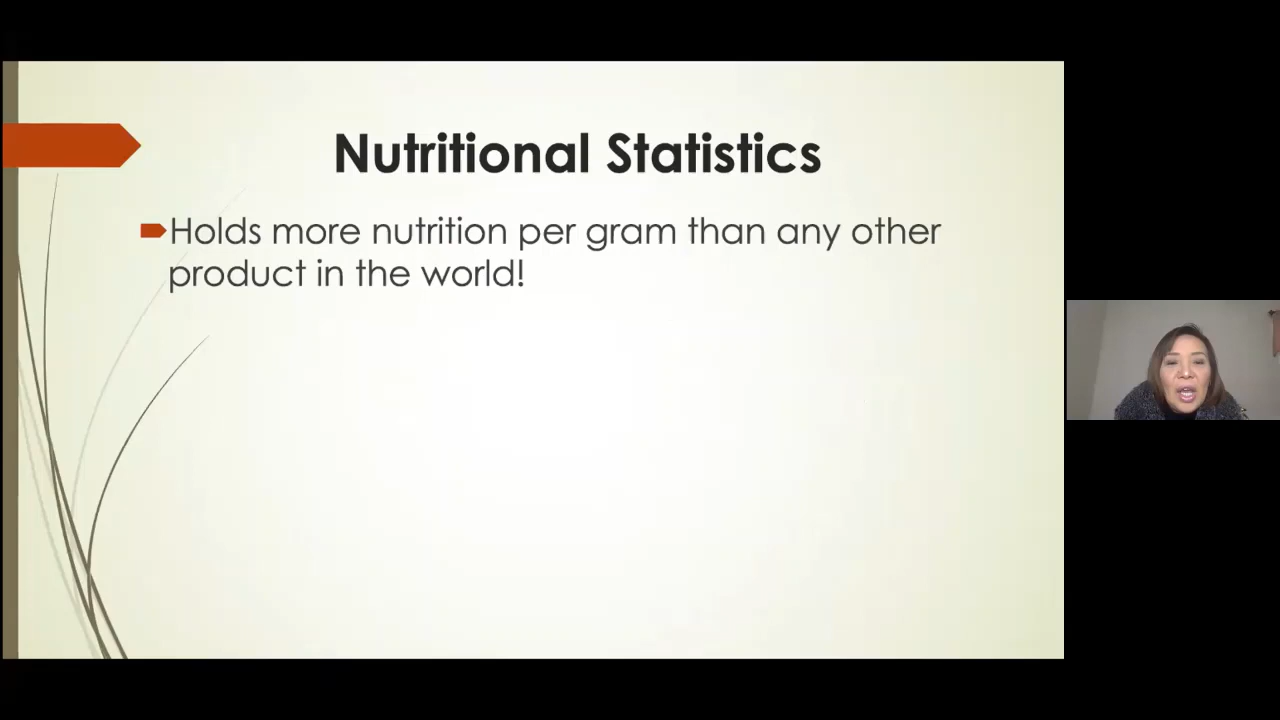 Nutritional Statistics
Holds more nutrition per gram than any other
product in the world!